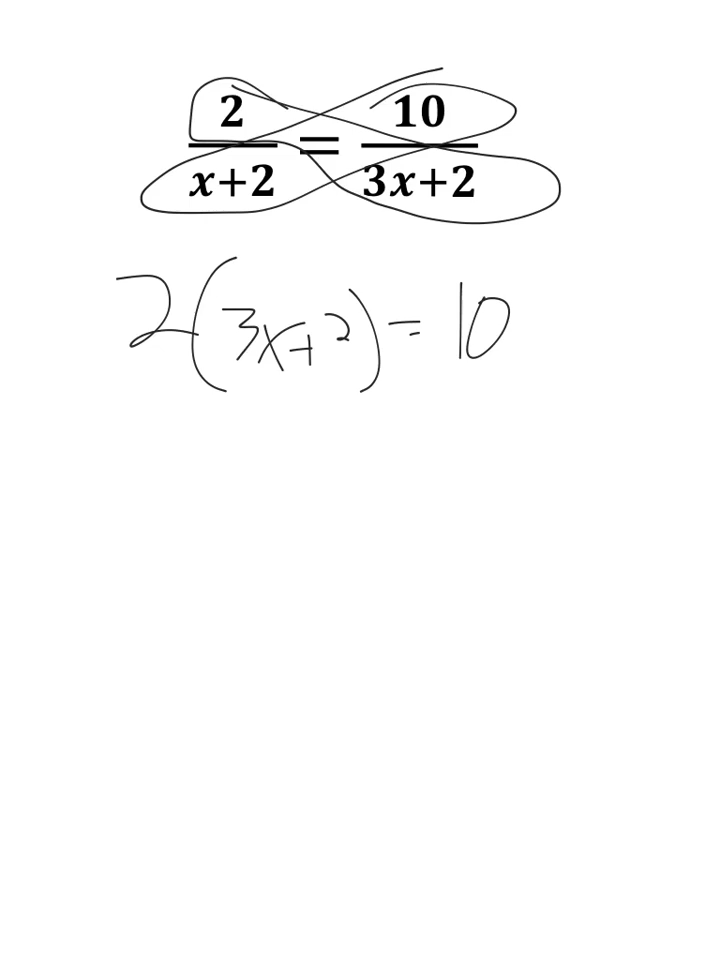 2/x+2 = 10/3x+2
2(3x+2) = 10